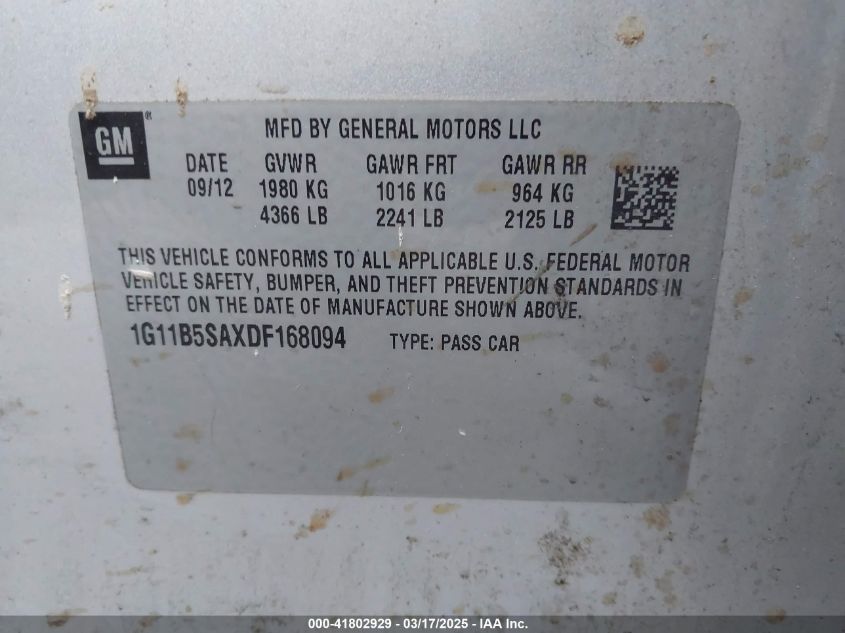 GM ®
MFD BY GENERAL MOTORS LLC
DATE GVWR GAWR FRT GAWR RR
09/12 1980 KG 1016 KG 964 KG
4366 LB 2241 LB 2125 LB
THIS VEHICLE CONFORMS TO ALL APPLICABLE U.S. FEDERAL MOTOR
VEHICLE SAFETY, BUMPER, AND THEFT PREVENTION STANDARDS IN
EFFECT ON THE DATE OF MANUFACTURE SHOWN ABOVE.
1G11B5SAXDF168094 TYPE: PASS CAR
000-41802929 - 03/17/2025 - IAA Inc.